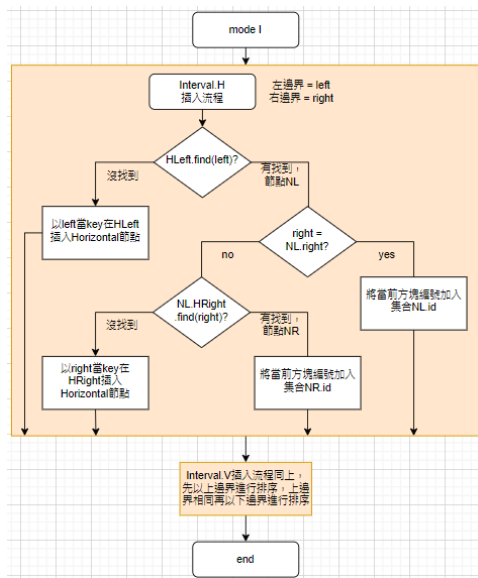 mode I
Interval.H
插入流程
左邊界 = left
右邊界 = right
HLeft.find(left)?
沒找到
有找到，
節點NL
以left當key在HLeft
插入Horizontal節點
right =
NL.right?
no
yes
NL.HRight
.find(right)?
將當前方塊編號加入
集合NL.id
沒找到
有找到，
節點NR
以right當key在
HRight插入
Horizontal節點
將當前方塊編號加入
集合NR.id
Interval.V插入流程同上，
先以上邊界進行排序，上邊
界相同再以下邊界進行排序
end